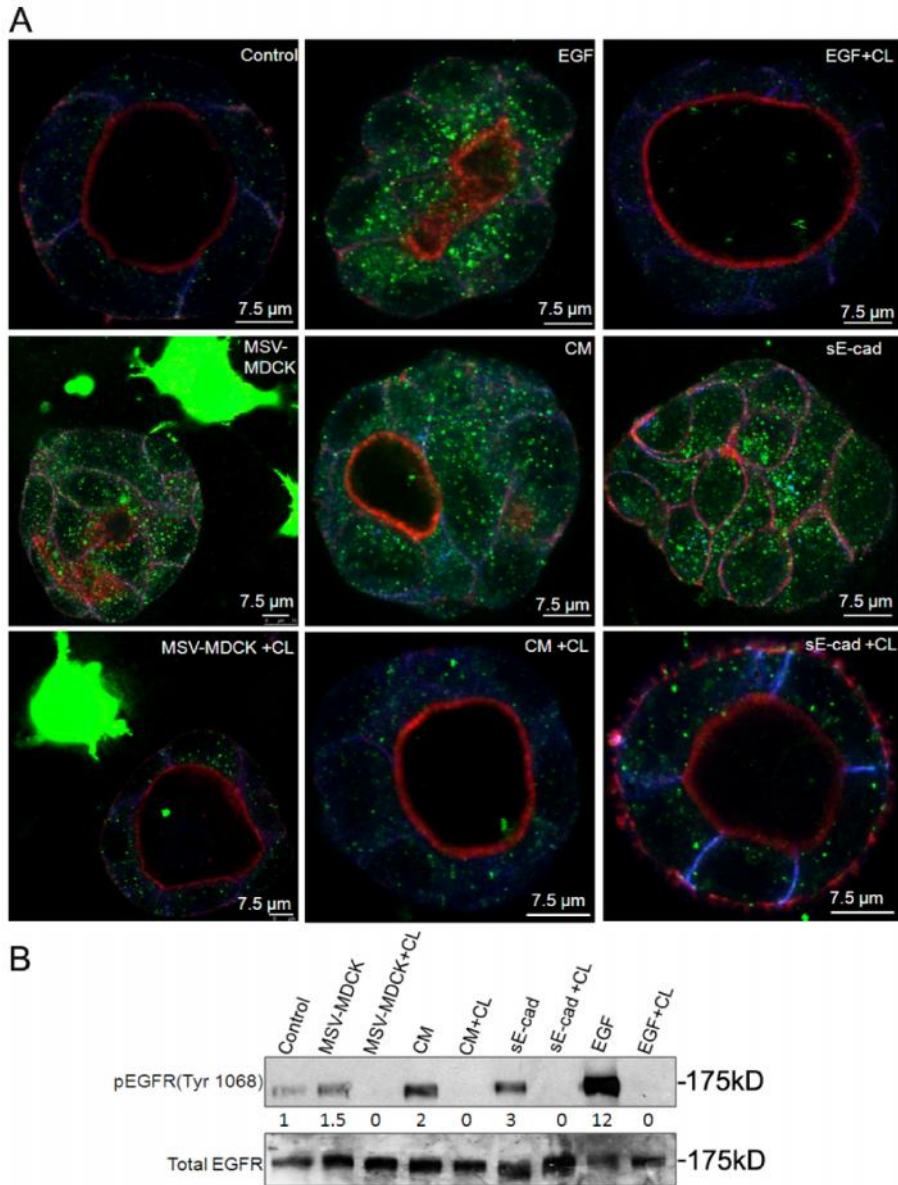 A
Control
7.5 µm
EGF
7.5 µm
EGF+CL
7.5 µm
MSV-
MDCK
7.5 µm
CM
7.5 µm
sE-cad
7.5 µm
MSV-MDCK +CL
7.5 µm
CM +CL
7.5 µm
sE-cad +CL
7.5 µm
B
Control
MSV-MDCK
MSV-MDCK+CL
CM
CM+CL
sE-cad
sE-cad +CL
EGF
EGF+CL
pEGFR(Tyr 1068)
-175kD
1 1.5 0 2 0 3 0 12 0
Total EGFR
-175kD